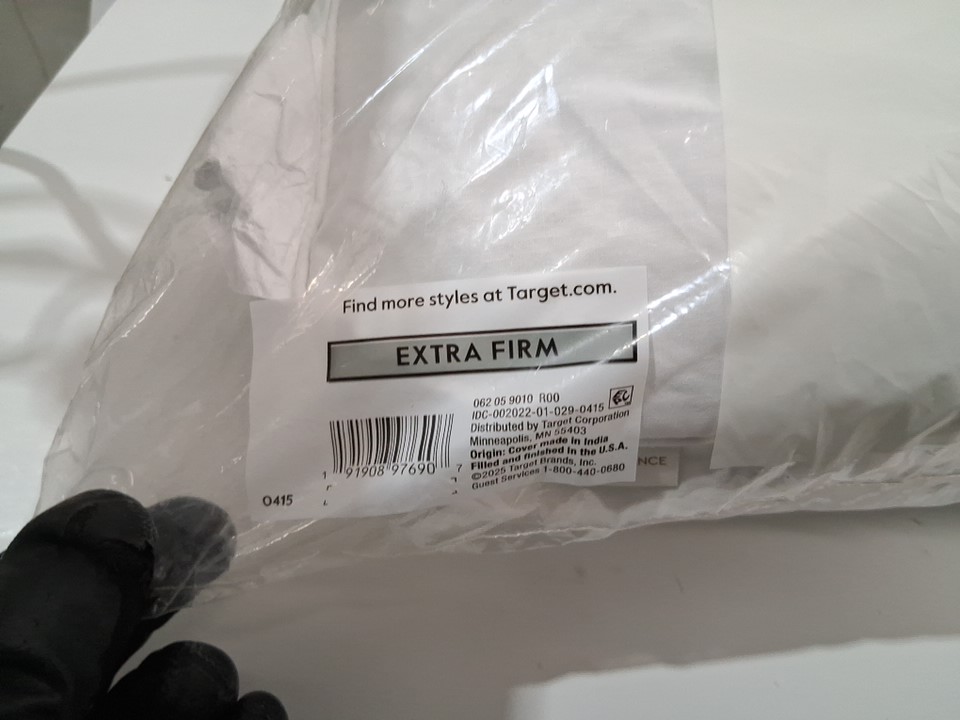 Find more styles at Target.com.
EXTRA FIRM
062 05 9010 R00
IDC-002022-01-029-0415
Distributed by Target Corporation
Minneapolis, MN 55403
Origin: Cover made in India
Filled and finished in the U.S.A.
©2025 Target Brands, Inc.
Guest Services 1-800-440-0680
1 91908 97690 7
0415
NCE